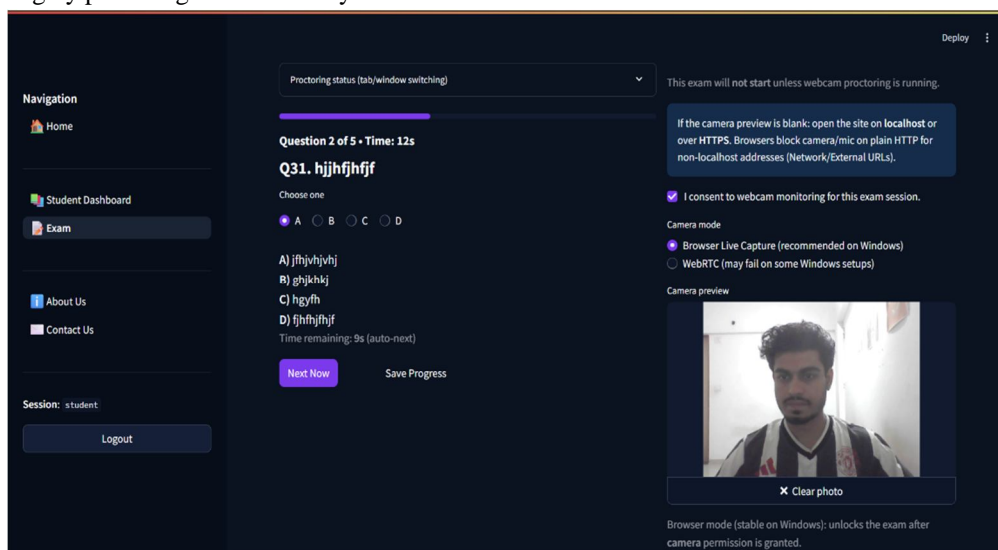 Deploy
Navigation
Home
Student Dashboard
Exam
About Us
Contact Us
Session: student
Logout
Proctoring status (tab/window switching)
Question 2 of 5 • Time: 12s
Q31. hjjhfjhfjf
Choose one
A B C D
A) jfhjvhjvhj
B) ghjkhkj
C) hgyfh
D) fjhfhjfhjf
Time remaining: 9s (auto-next)
Next Now Save Progress
This exam will not start unless webcam proctoring is running.
If the camera preview is blank: open the site on localhost or
over HTTPS. Browsers block camera/mic on plain HTTP for
non-localhost addresses (Network/External URLs).
I consent to webcam monitoring for this exam session.
Camera mode
Browser Live Capture (recommended on Windows)
WebRTC (may fail on some Windows setups)
Camera preview
Clear photo
Browser mode (stable on Windows): unlocks the exam after
camera permission is granted.